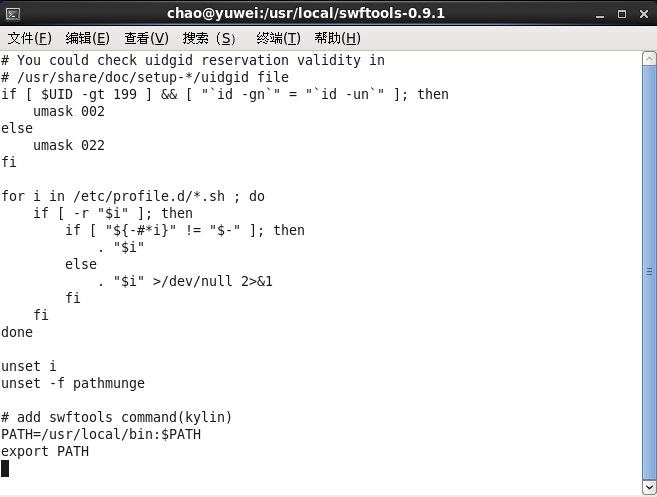 chao@yuwei:/usr/local/swftools-0.9.1
文件(F) 编辑(E) 查看(V) 搜索 (S) 终端(T) 帮助(H)
# You could check uidgid reservation validity in
# /usr/share/doc/setup-*/uidgid file
if [ $UID -gt 199 ] && [ "`id -gn`" = "`id -un`" ]; then
    umask 002
else
    umask 022
fi

for i in /etc/profile.d/*.sh ; do
    if [ -r "$i" ]; then
        if [ "${-#*i}" != "$-" ]; then
            . "$i"
        else
            . "$i" >/dev/null 2>&1
        fi
    fi
done

unset i
unset -f pathmunge

# add swftools command(kylin)
PATH=/usr/local/bin:$PATH
export PATH